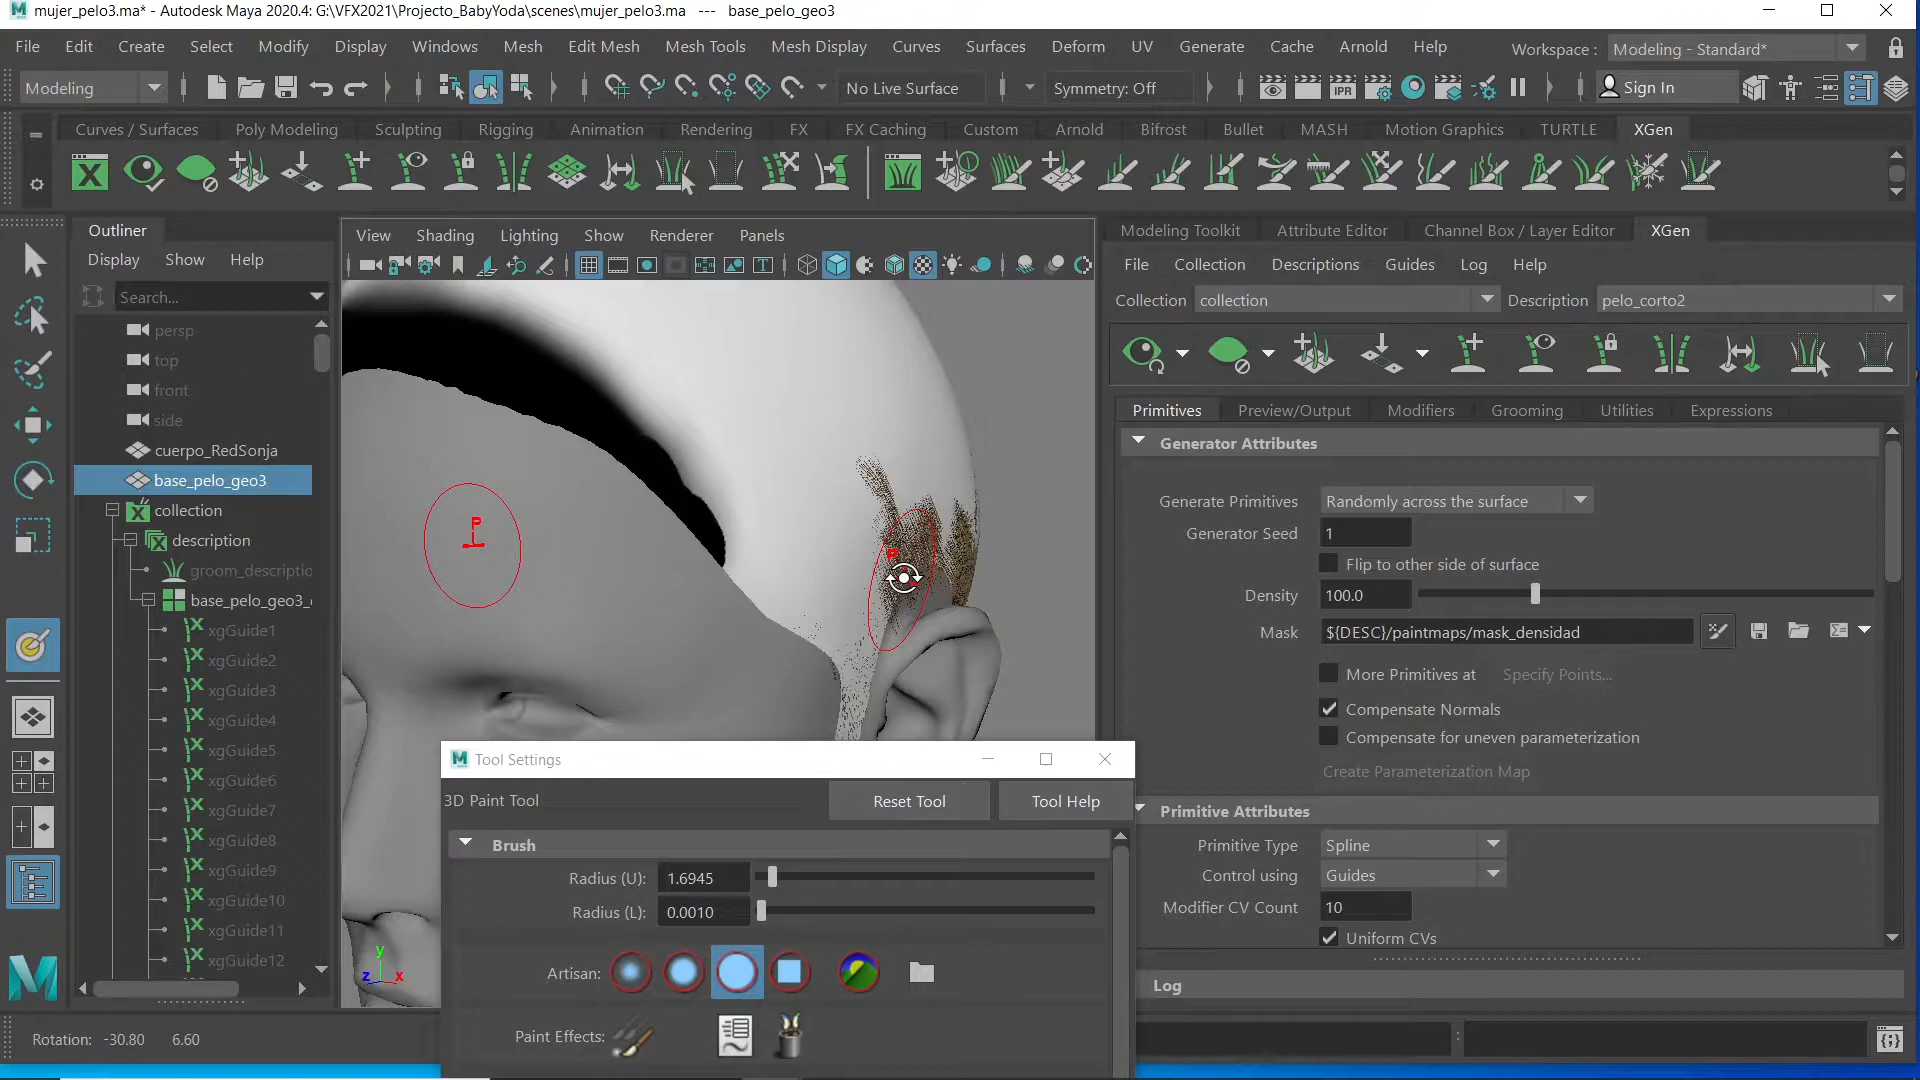 mujer_pelo3.ma* - Autodesk Maya 2020.4: G:\VFX2021\Projecto_BabyYoda\scenes\mujer_pelo3.ma --- base_pelo_geo3
File Edit Create Select Modify Display Windows Mesh Edit Mesh Mesh Tools Mesh Display Curves Surfaces Deform UV Generate Cache Arnold Help Workspace : Modeling - Standard*
Modeling No Live Surface Symmetry: Off IPR Sign In
Curves / Surfaces Poly Modeling Sculpting Rigging Animation Rendering FX FX Caching Custom Arnold Bifrost Bullet MASH Motion Graphics TURTLE XGen
Outliner
Display Show Help
Search...
persp
top
front
side
cuerpo_RedSonja
base_pelo_geo3
collection
description
groom_descriptio
base_pelo_geo3_
xgGuide1
xgGuide2
xgGuide3
xgGuide4
xgGuide5
xgGuide6
xgGuide7
xgGuide8
xgGuide9
xgGuide10
xgGuide11
xgGuide12
View Shading Lighting Show Renderer Panels
P
P
y
z x
Modeling Toolkit Attribute Editor Channel Box / Layer Editor XGen
File Collection Descriptions Guides Log Help
Collection collection Description pelo_corto2
Primitives Preview/Output Modifiers Grooming Utilities Expressions
Generator Attributes
Generate Primitives Randomly across the surface
Generator Seed 1
Flip to other side of surface
Density 100.0
Mask ${DESC}/paintmaps/mask_densidad
More Primitives at Specify Points...
Compensate Normals
Compensate for uneven parameterization
Create Parameterization Map
Primitive Attributes
Primitive Type Spline
Control using Guides
Modifier CV Count 10
Uniform CVs
Log
Tool Settings
3D Paint Tool Reset Tool Tool Help
Brush
Radius (U): 1.6945
Radius (L): 0.0010
Artisan:
Paint Effects:
Rotation: -30.80 6.60